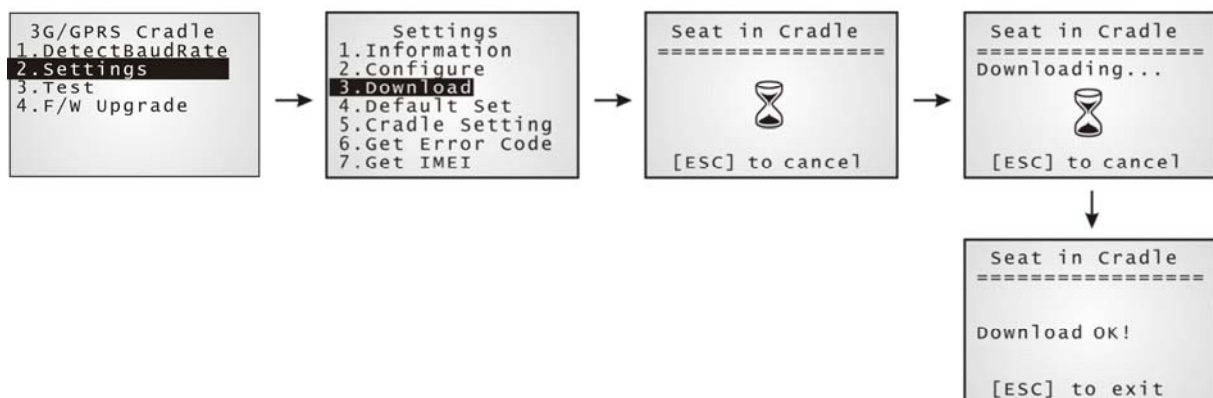 3G/GPRS Cradle
1.DetectBaudRate
2.Settings
3.Test
4.F/W Upgrade
Settings
1.Information
2.Configure
3.Download
4.Default Set
5.Cradle Setting
6.Get Error Code
7.Get IMEI
Seat in Cradle
=================
[ESC] to cancel
Seat in Cradle
=================
Downloading...
[ESC] to cancel
Seat in Cradle
=================
Download OK!
[ESC] to exit